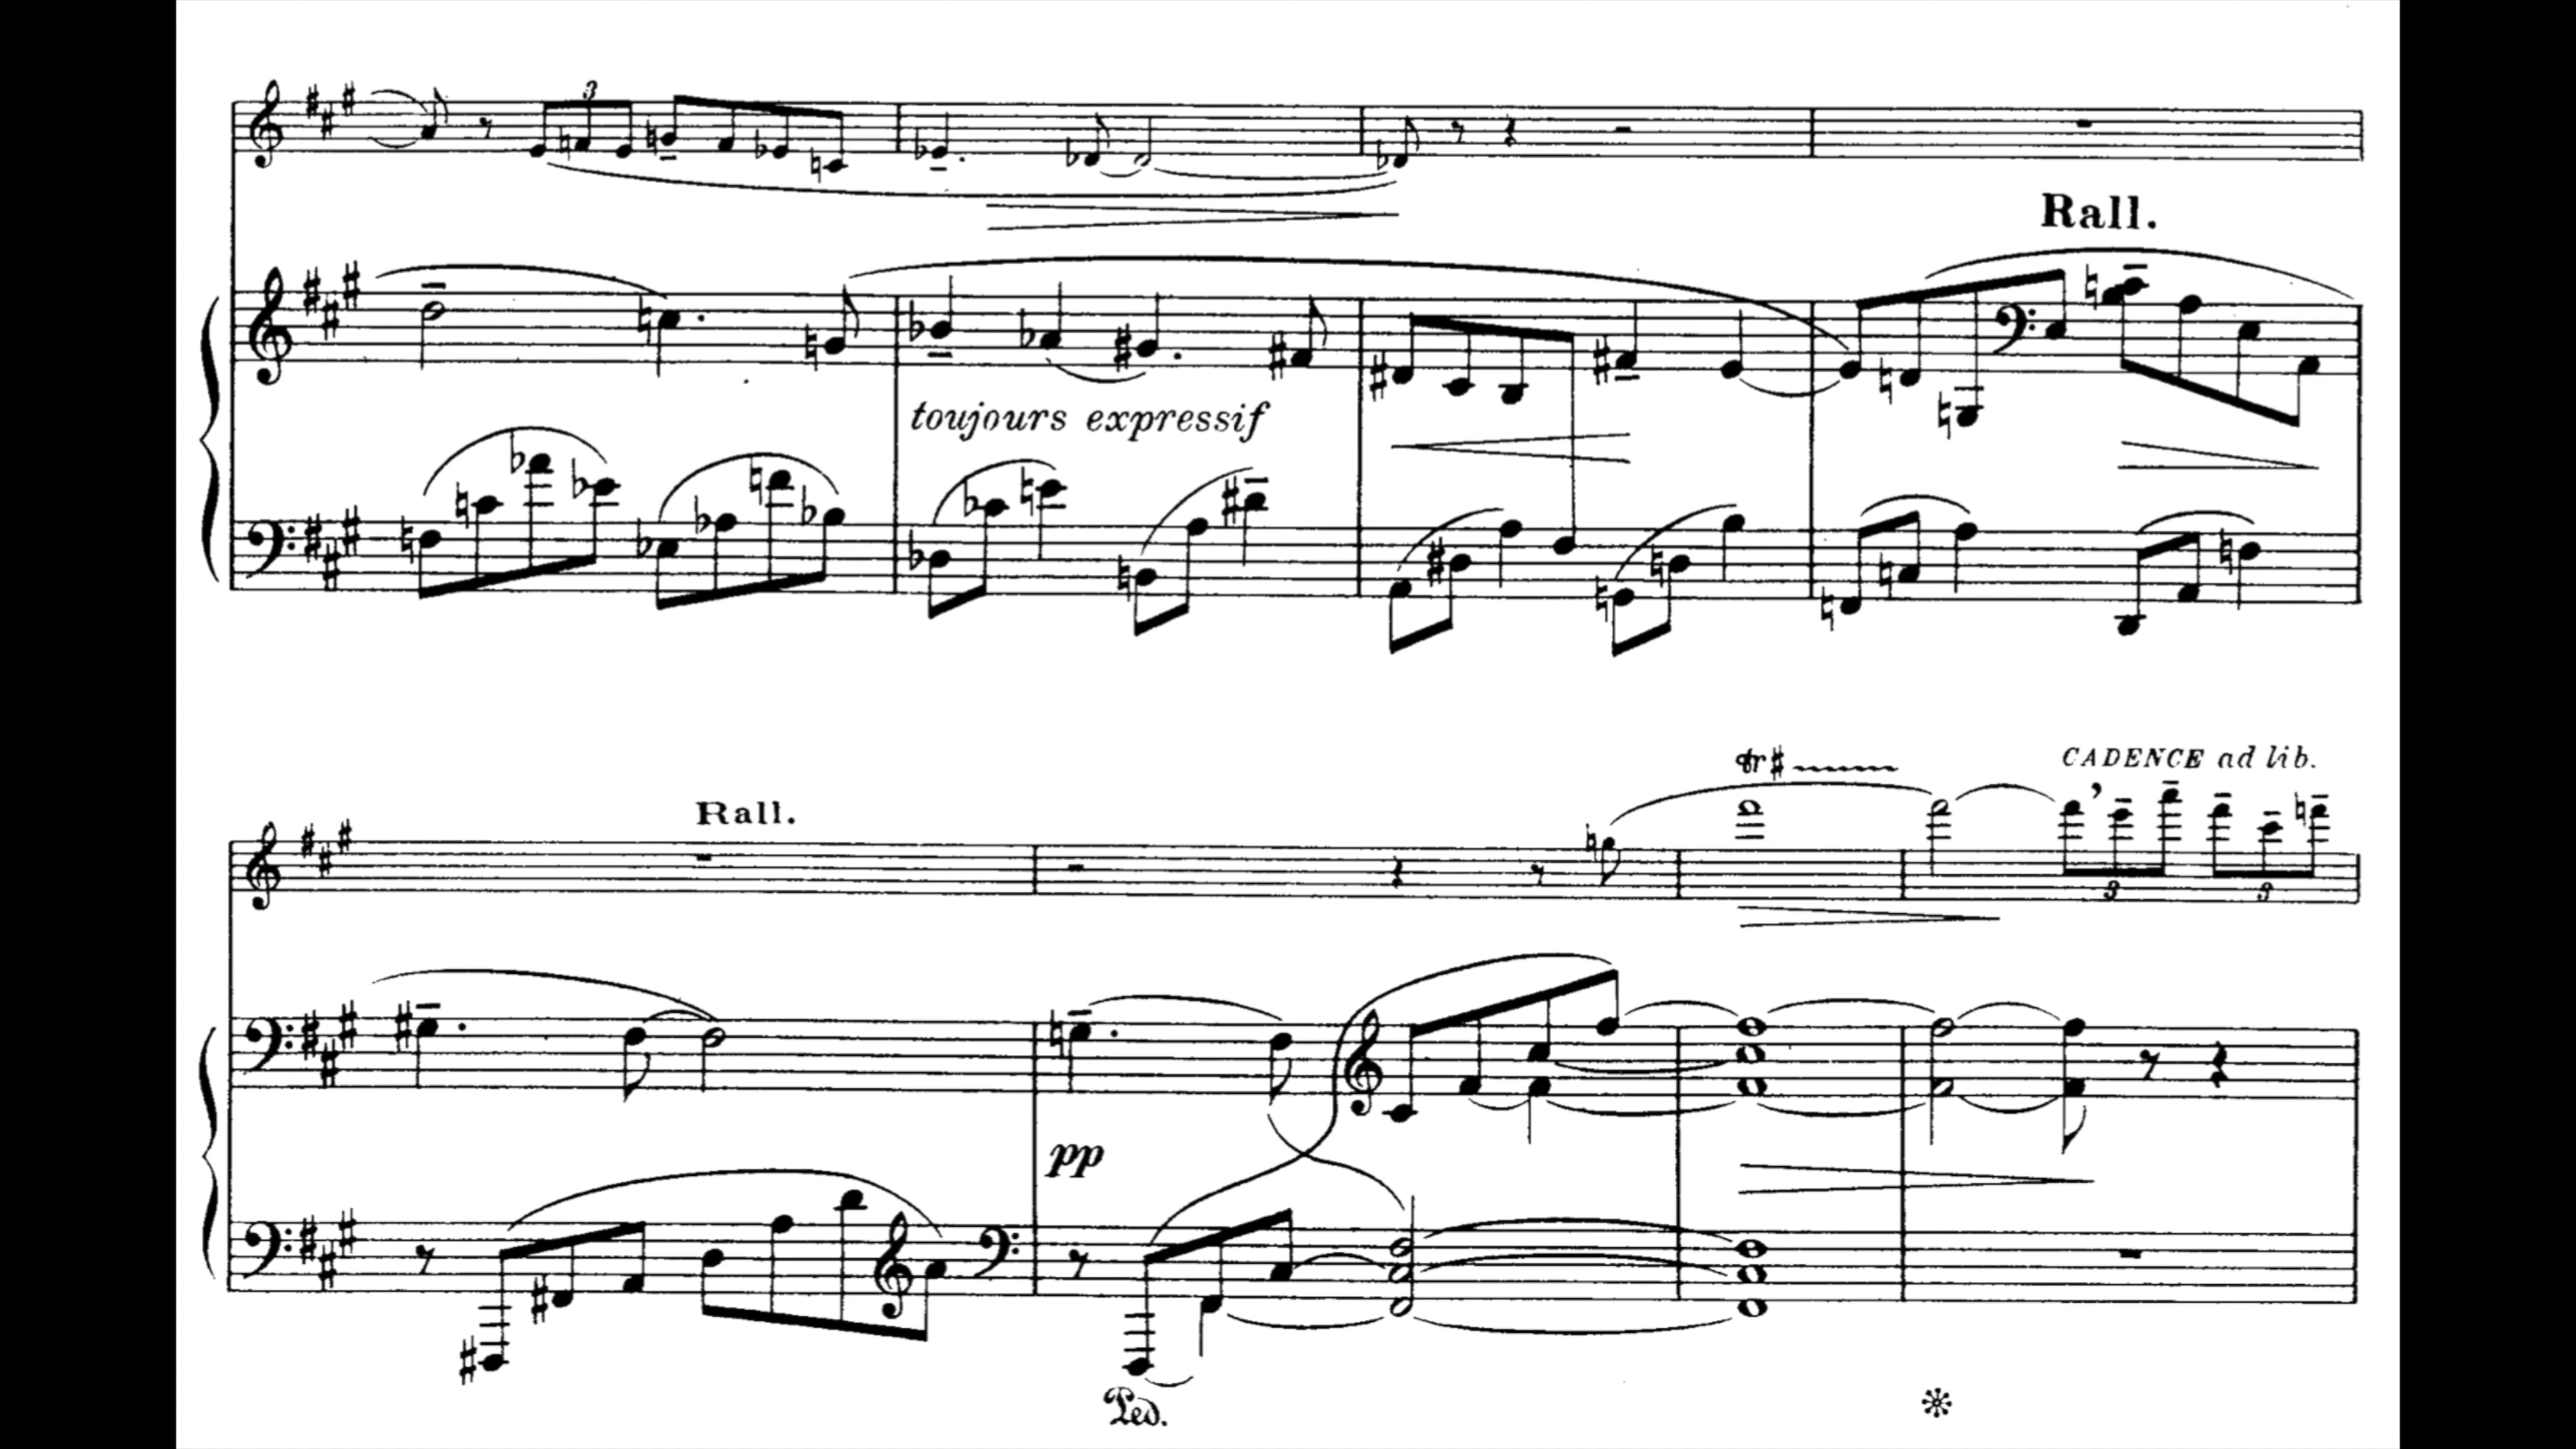 3
Rall.
toujours expressif
tr
CADENCE ad lib.
Rall.
3 3
pp
Ped.